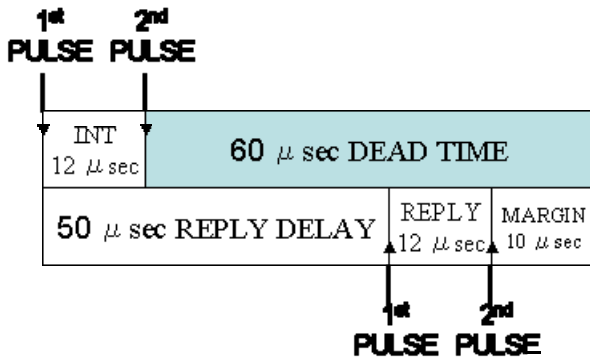 1st PULSE 2nd PULSE
INT
12 μ sec
60 μ sec DEAD TIME
50 μ sec REPLY DELAY
REPLY
12 μ sec
MARGIN
10 μ sec
1st PULSE 2nd PULSE